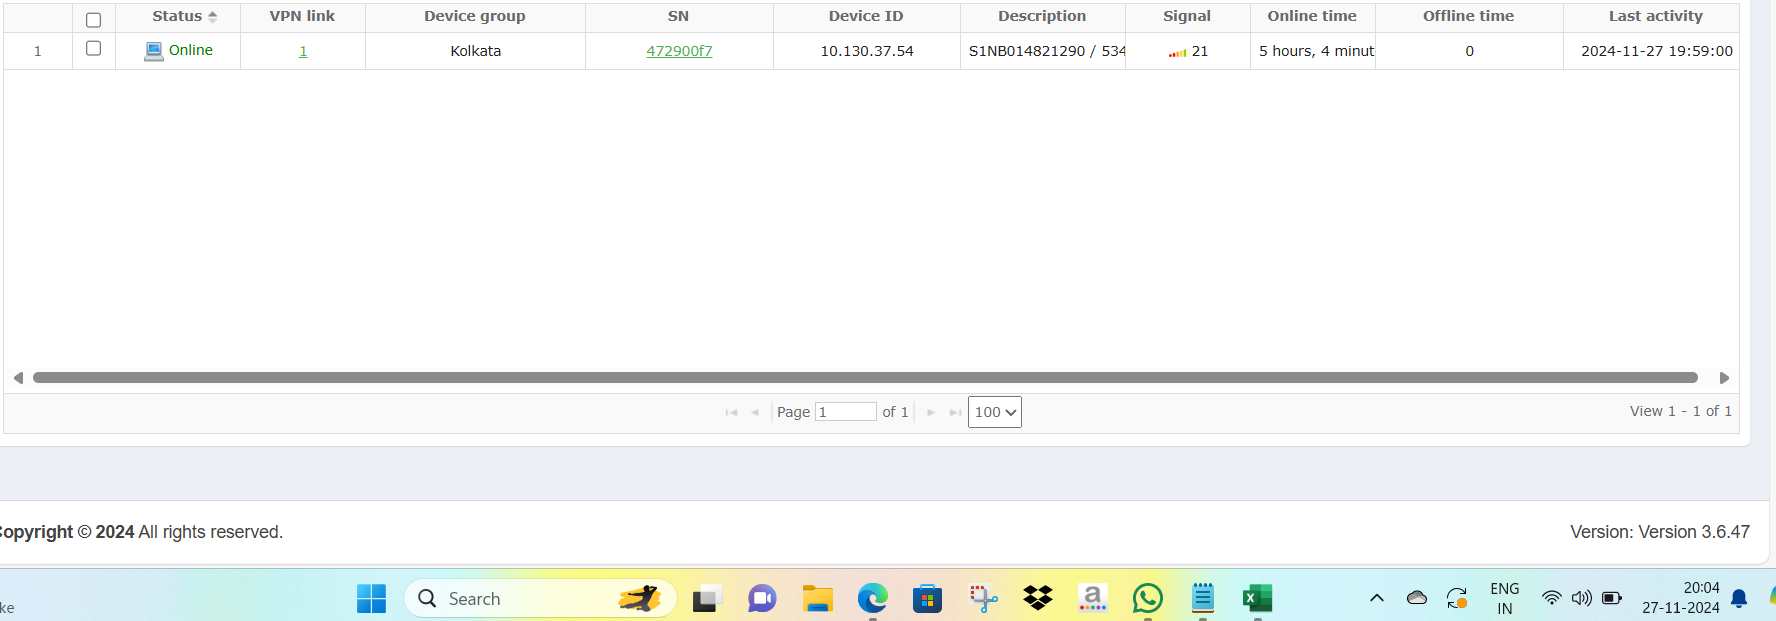 Status VPN link Device group SN Device ID Description Signal Online time Offline time Last activity
1 Online 1 Kolkata 472900f7 10.130.37.54 S1NB014821290 / 534 21 5 hours, 4 minut 0 2024-11-27 19:59:00
Page 1 of 1 100 View 1 - 1 of 1
Copyright © 2024 All rights reserved. Version: Version 3.6.47
ke Search a X ENG 20:04
IN 27-11-2024